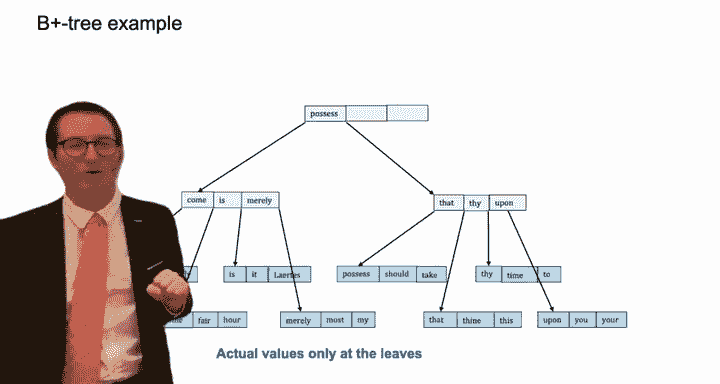 B+-tree example
possess
come is merely
that thy upon
is it Laertes
possess should take
thy time to
fair hour
merely most my
that thine this
upon you your
Actual values only at the leaves